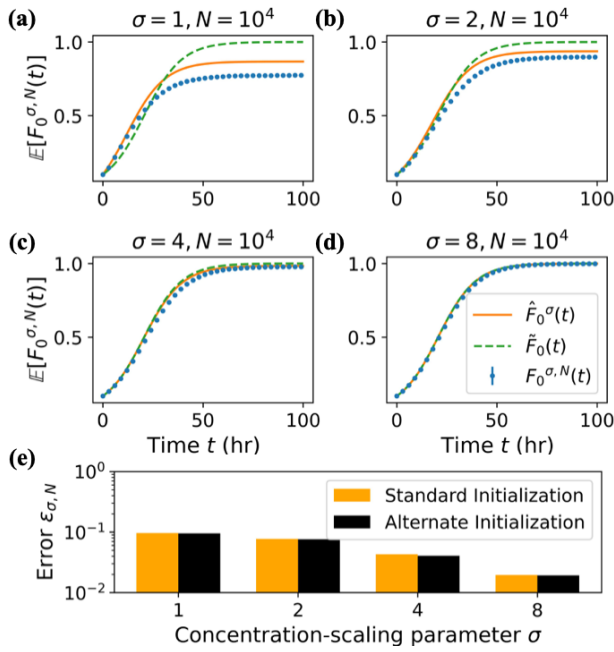 (a) σ = 1, N = 10⁴
(b) σ = 2, N = 10⁴
𝔼[F₀^{σ,N}(t)]
1.0
0.5
0 50 100
1.0
0.5
0 50 100
(c) σ = 4, N = 10⁴
(d) σ = 8, N = 10⁴
𝔼[F₀^{σ,N}(t)]
1.0
0.5
0 50 100
Time t (hr)
1.0
0.5
0 50 100
Time t (hr)
F̂₀^σ(t)
F̃₀(t)
F₀^{σ,N}(t)
(e)
Error ε_{σ,N}
10⁰
10⁻¹
10⁻²
Standard Initialization
Alternate Initialization
1 2 4 8
Concentration-scaling parameter σ